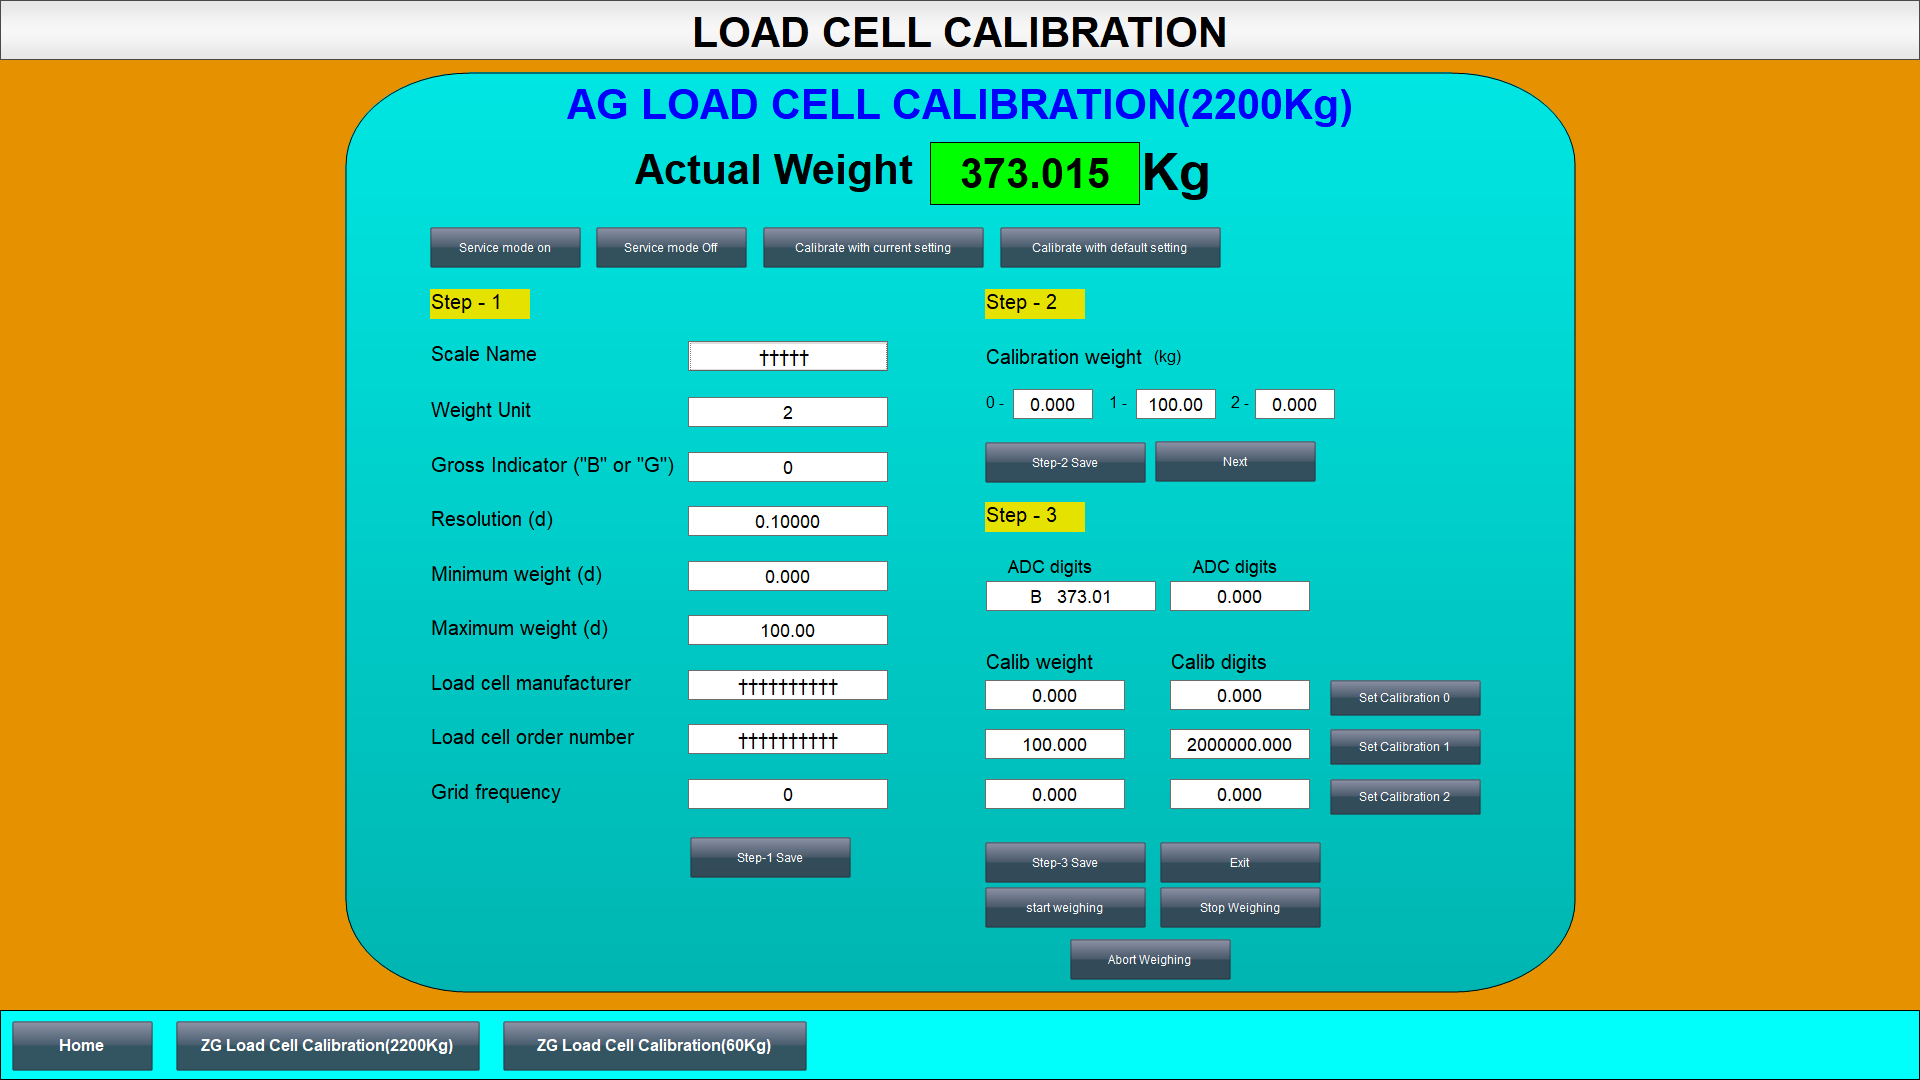 LOAD CELL CALIBRATION
AG LOAD CELL CALIBRATION(2200Kg)
Actual Weight 373.015 Kg
Service mode on Service mode Off Calibrate with current setting Calibrate with default setting
Step - 1
Scale Name †††††
Weight Unit 2
Gross Indicator ("B" or "G") 0
Resolution (d) 0.10000
Minimum weight (d) 0.000
Maximum weight (d) 100.00
Load cell manufacturer ††††††††††
Load cell order number ††††††††††
Grid frequency 0
Step-1 Save
Step - 2
Calibration weight (kg)
0 - 0.000 1 - 100.00 2 - 0.000
Step-2 Save Next
Step - 3
ADC digits ADC digits
B 373.01 0.000
Calib weight Calib digits
0.000 0.000 Set Calibration 0
100.000 2000000.000 Set Calibration 1
0.000 0.000 Set Calibration 2
Step-3 Save Exit
start weighing Stop Weighing
Abort Weighing
Home ZG Load Cell Calibration(2200Kg) ZG Load Cell Calibration(60Kg)